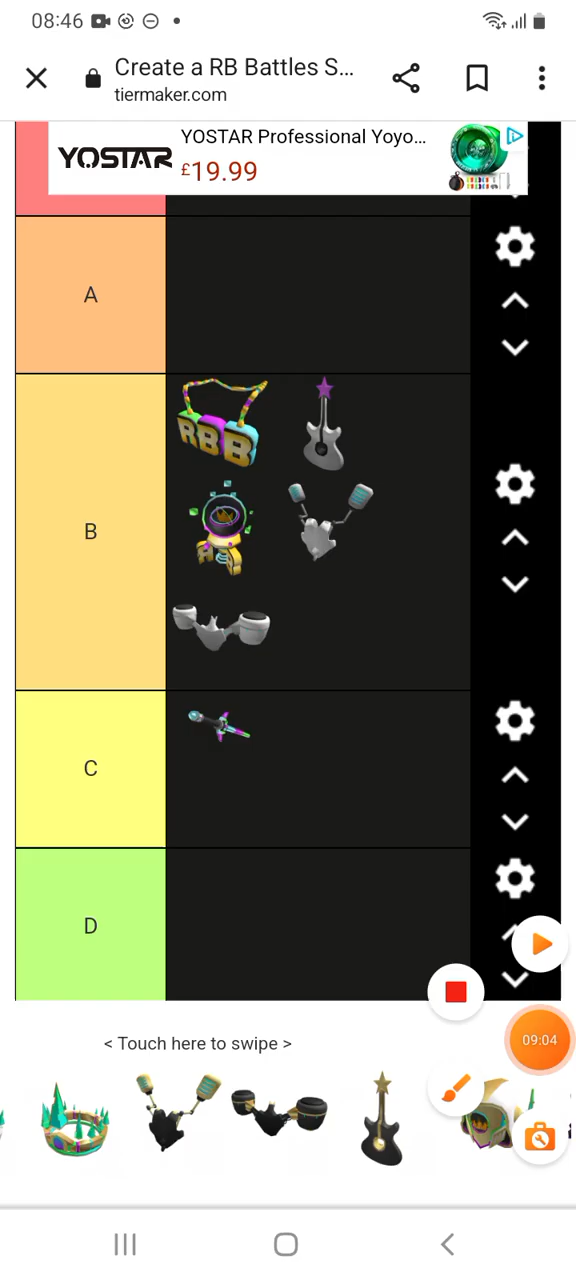 08:46
Create a RB Battles S...
tiermaker.com
YOSTAR
YOSTAR Professional Yoyo...
£19.99
A
B
RBB
C
D
09:04
< Touch here to swipe >